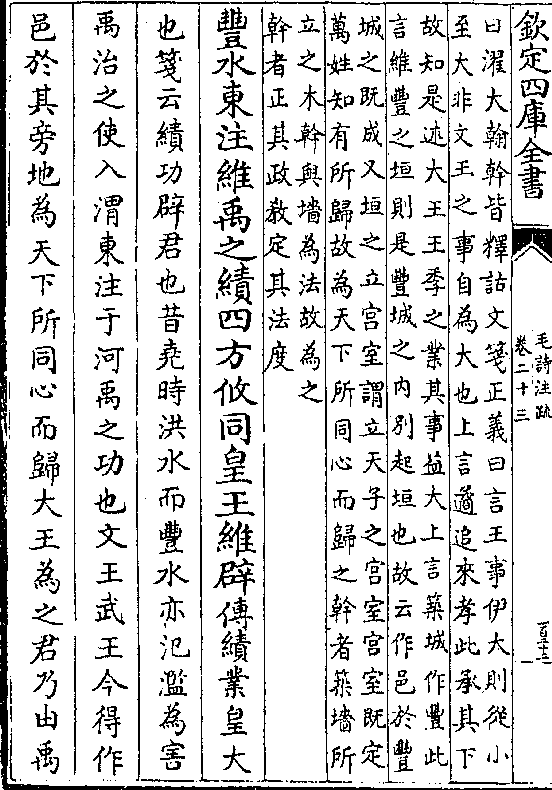 欽定四庫全書
毛詩注疏
卷二十三
曰濯大翰幹皆釋詁文箋正義曰言王事伊大則從小
至大非文王之事自為大也上言遹追來孝此承其下
故知是述大王王季之業其事益大上言築城作豐此
言維豐之垣則是豐城之內別起垣也故云作邑於豐
城之既成又垣之立宮室謂立天子之宮室宮室既定
萬姓知有所歸故為天下所同心而歸之幹者築墻所
立之木幹與墻為法故為之
幹者正其政教定其法度
豐水東注維禹之績四方攸同皇王維辟傳績業皇大
也箋云績功辟君也昔堯時洪水而豐水亦氾濫為害
禹治之使入渭東注于河禹之功也文王武王今得作
邑於其旁地為天下所同心而歸大王為之君乃由禹